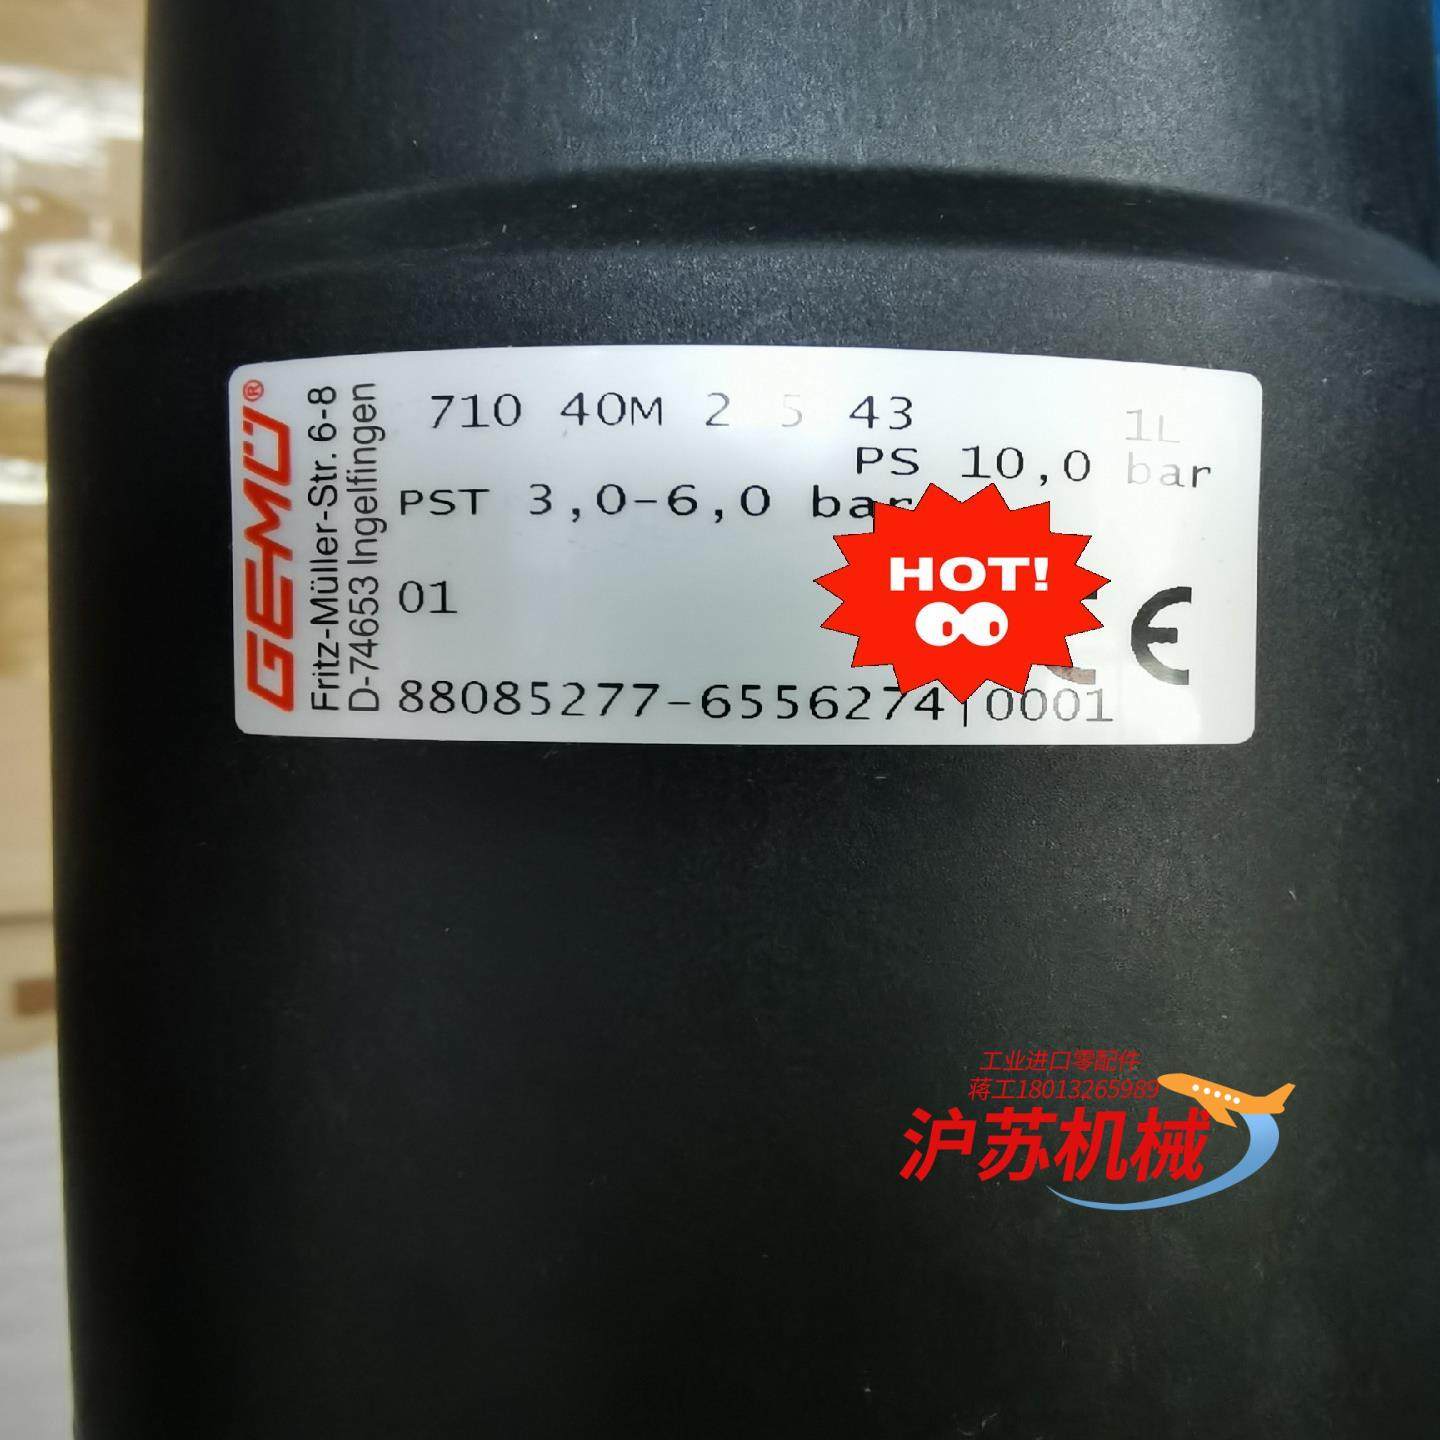 GEMÜ®
Fritz-Müller-Str. 6-8
D-74653 Ingelfingen
710 40M 2 5 43 1L
PS 10,0 bar
PST 3,0-6,0 bar
01
HOT!
CE
88085277-6556274|0001
工业进口零配件
蒋工18013265989
沪苏机械